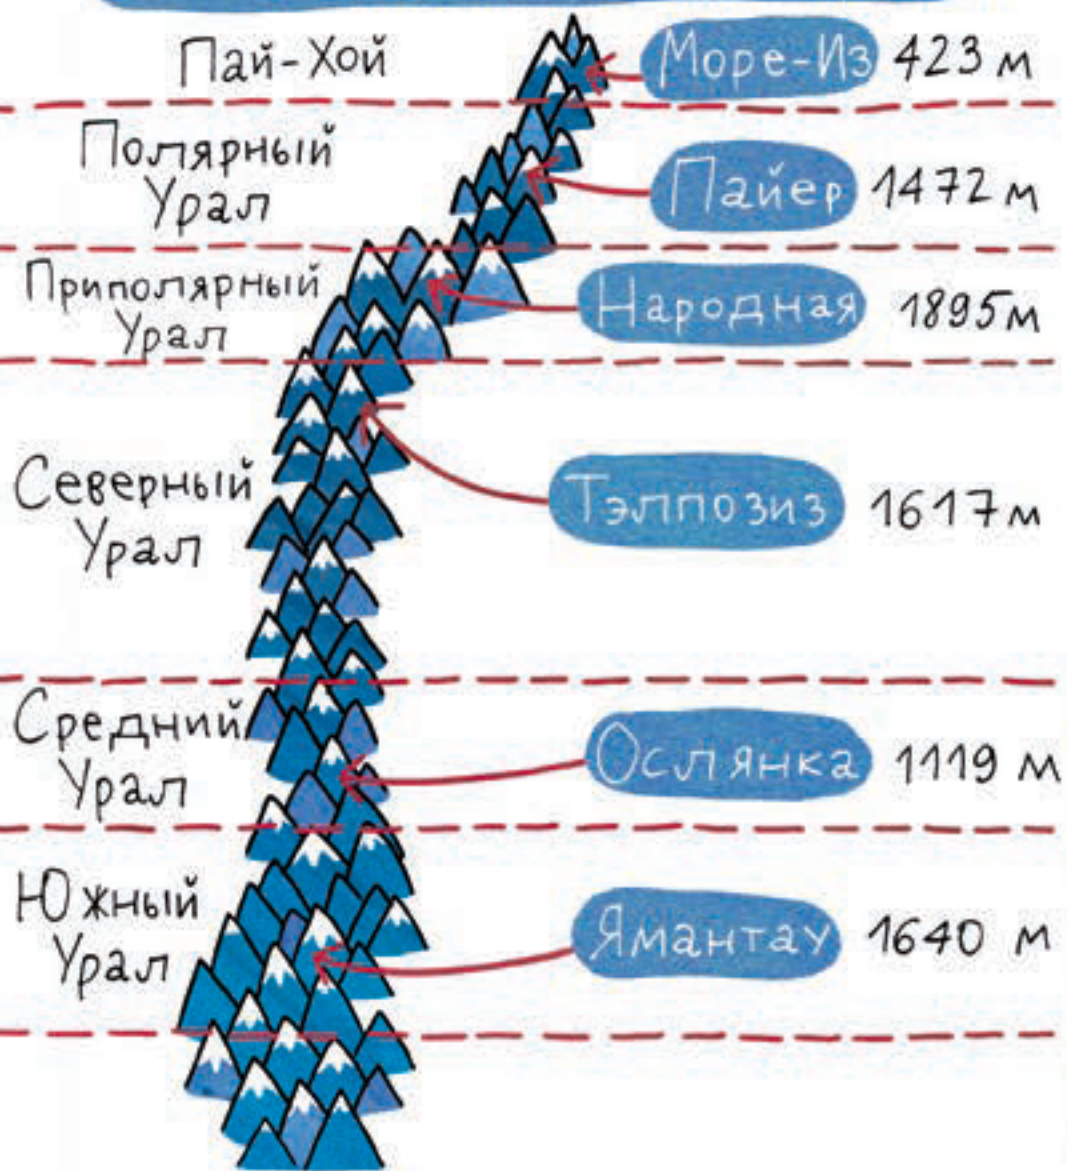 Пай-Хой
Море-Из 423 м
Полярный
Урал
Пайер 1472 м
Приполярный
Урал
Народная 1895м
Северный
Урал
Тэлпозиз 1617м
Средний
Урал
Ослянка 1119 м
Южный
Урал
Ямантау 1640 м